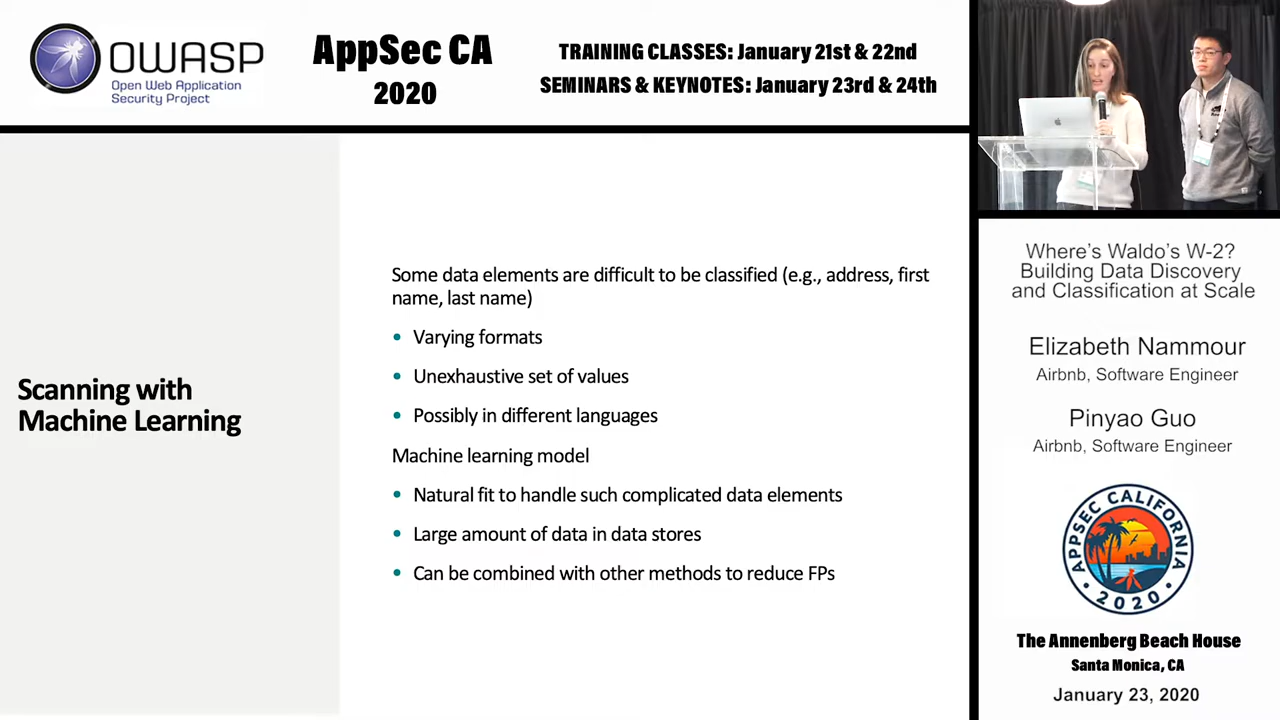 OWASP
Open Web Application
Security Project
AppSec CA
2020
TRAINING CLASSES: January 21st & 22nd
SEMINARS & KEYNOTES: January 23rd & 24th
Scanning with
Machine Learning
Some data elements are difficult to be classified (e.g., address, first
name, last name)
• Varying formats
• Unexhaustive set of values
• Possibly in different languages
Machine learning model
• Natural fit to handle such complicated data elements
• Large amount of data in data stores
• Can be combined with other methods to reduce FPs
Where's Waldo's W-2?
Building Data Discovery
and Classification at Scale
Elizabeth Nammour
Airbnb, Software Engineer
Pinyao Guo
Airbnb, Software Engineer
APPSEC CALIFORNIA
• 2020 •
The Annenberg Beach House
Santa Monica, CA
January 23, 2020